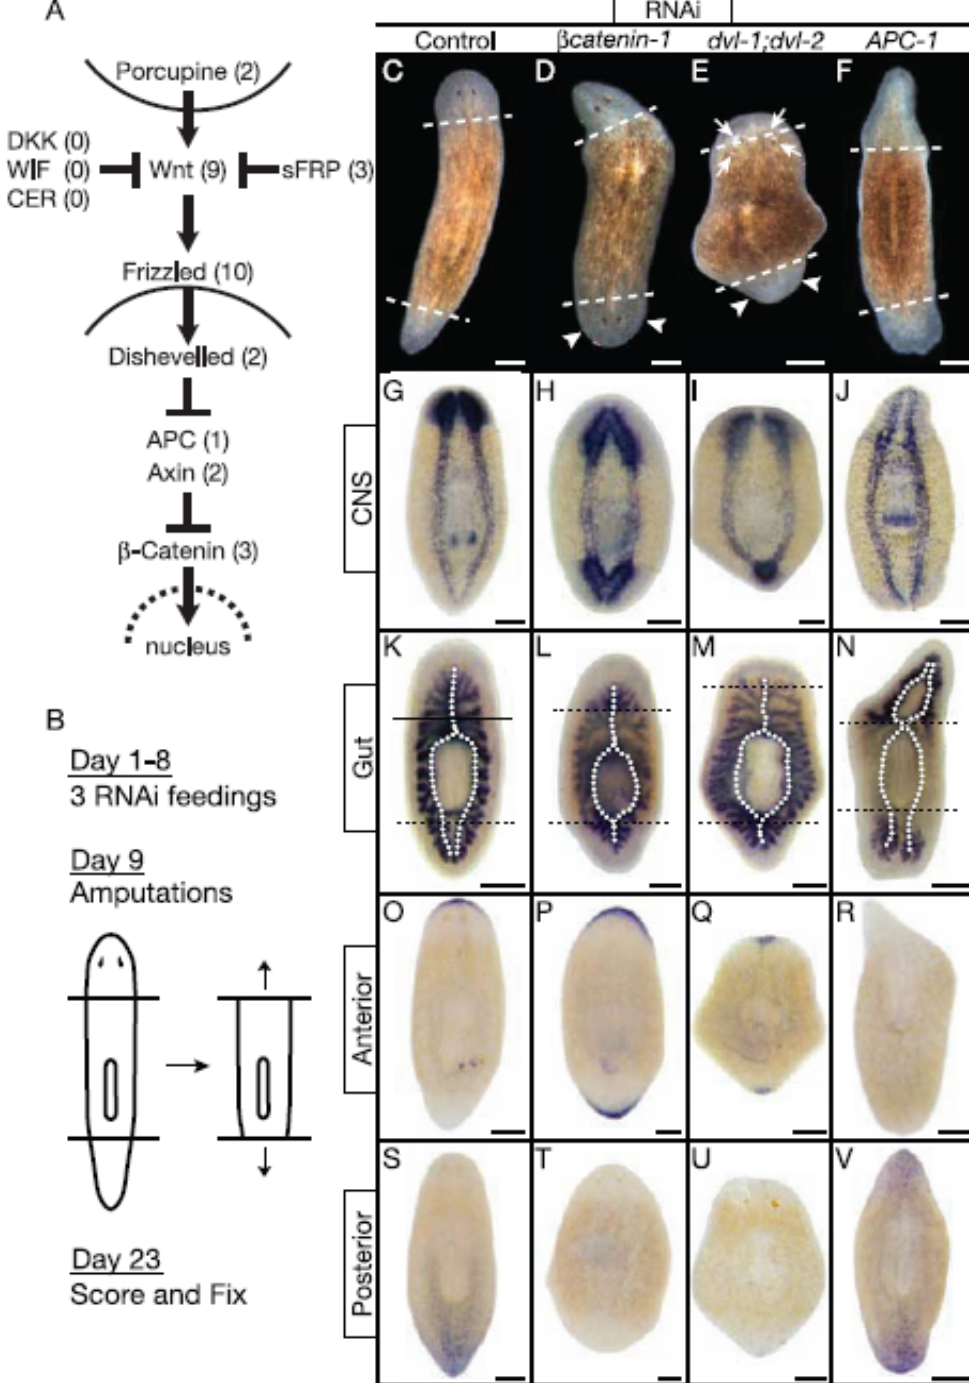 A
Porcupine (2)
DKK (0)
WIF (0)
CER (0)
Wnt (9)
sFRP (3)
Frizzled (10)
Dishevelled (2)
APC (1)
Axin (2)
β-Catenin (3)
nucleus
B
Day 1-8
3 RNAi feedings
Day 9
Amputations
Day 23
Score and Fix
RNAi
Control βcatenin-1 dvl-1;dvl-2 APC-1
C D E F
CNS
G H I J
Gut
K L M N
Anterior
O P Q R
Posterior
S T U V